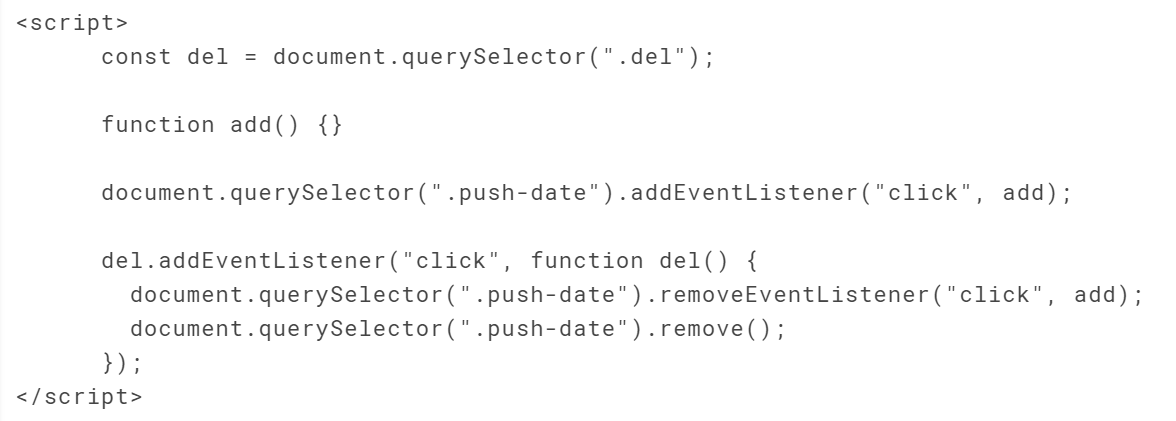 <script>
const del = document.querySelector(".del");
function add() {}
document.querySelector(".push-date").addEventListener("click", add);
del.addEventListener("click", function del() {
document.querySelector(".push-date").removeEventListener("click", add);
document.querySelector(".push-date").remove();
});
</script>